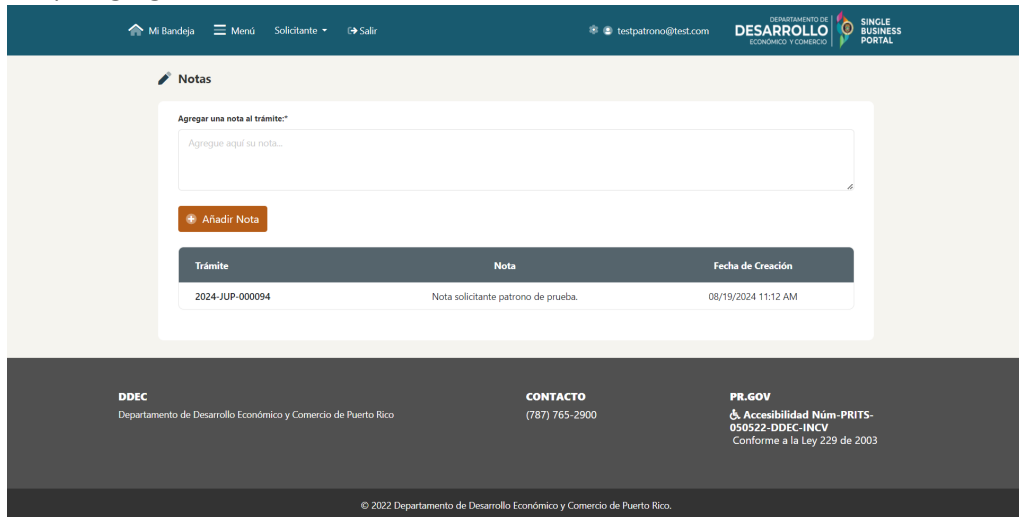 Mi Bandeja Menú Solicitante Salir testpatrono@test.com
DEPARTAMENTO DE
DESARROLLO
ECONÓMICO Y COMERCIO
SINGLE
BUSINESS
PORTAL
Notas
Agregar una nota al trámite:*
Agregue aquí su nota...
Añadir Nota
Trámite Nota Fecha de Creación
2024-JUP-000094 Nota solicitante patrono de prueba. 08/19/2024 11:12 AM
DDEC
Departamento de Desarrollo Económico y Comercio de Puerto Rico
CONTACTO
(787) 765-2900
PR.GOV
Accesibilidad Núm-PRITS-
050522-DDEC-INCV
Conforme a la Ley 229 de 2003
© 2022 Departamento de Desarrollo Económico y Comercio de Puerto Rico.